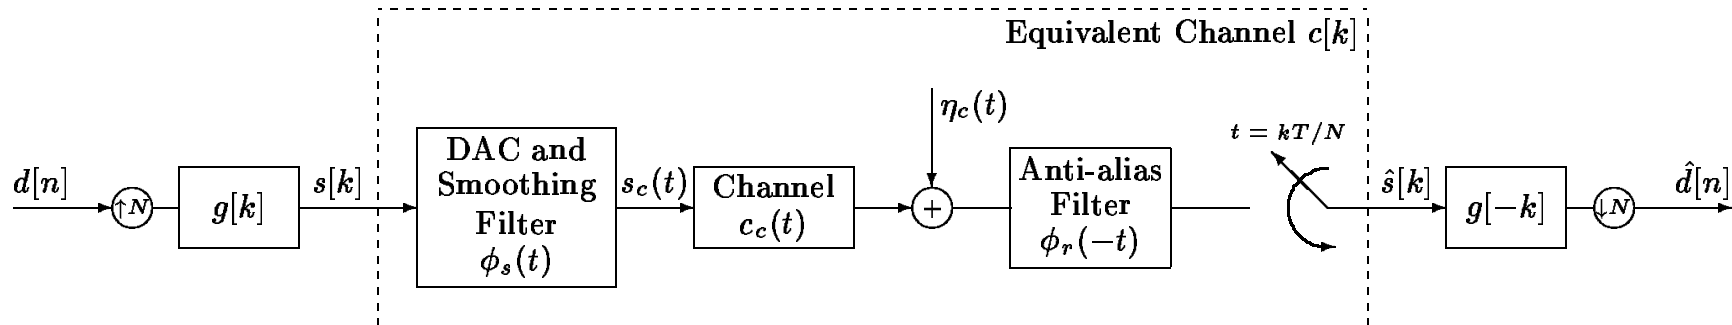 Equivalent Channel c[k]
d[n]
↑N
g[k]
s[k]
DAC and
Smoothing
Filter
ϕ_s(t)
s_c(t)
Channel
c_c(t)
η_c(t)
+
Anti-alias
Filter
ϕ_r(−t)
t = kT/N
ŝ[k]
g[−k]
↓N
d̂[n]